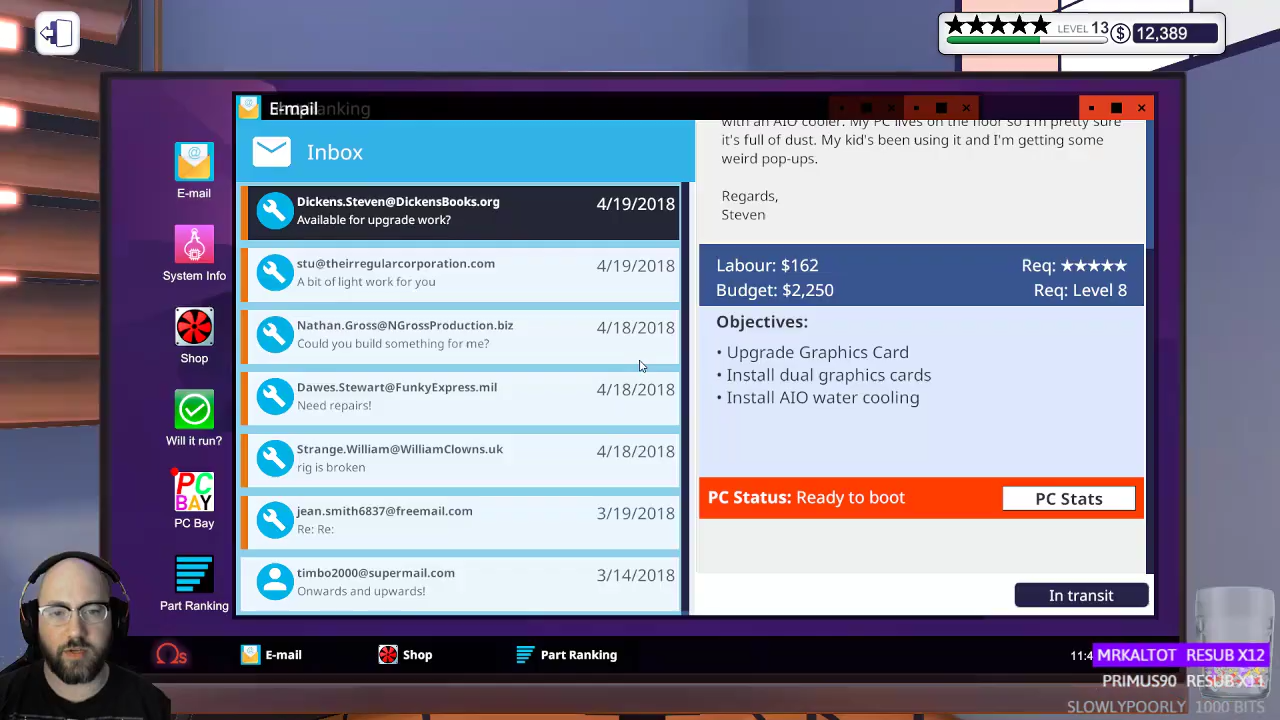 LEVEL 13
$ 12,389
E-mail
Inbox
Dickens.Steven@DickensBooks.org
4/19/2018
Available for upgrade work?
stu@theirregularcorporation.com
4/19/2018
A bit of light work for you
Nathan.Gross@NGrossProduction.biz
4/18/2018
Could you build something for me?
Dawes.Stewart@FunkyExpress.mil
4/18/2018
Need repairs!
Strange.William@WilliamClowns.uk
4/18/2018
rig is broken
jean.smith6837@freemail.com
3/19/2018
Re: Re:
timbo2000@supermail.com
3/14/2018
Onwards and upwards!
with an AIO cooler. My PC lives on the floor so I'm pretty sure
it's full of dust. My kid's been using it and I'm getting some
weird pop-ups.
Regards,
Steven
Labour: $162
Req: ★★★★★
Budget: $2,250
Req: Level 8
Objectives:
• Upgrade Graphics Card
• Install dual graphics cards
• Install AIO water cooling
PC Status: Ready to boot
PC Stats
In transit
E-mail
System Info
Shop
Will it run?
PC
BAY
PC Bay
Part Ranking
Os
E-mail
Shop
Part Ranking
11:4
MRKALTOT RESUB X12
PRIMUS90 RESUB X11
SLOWLYPOORLY 1000 BITS